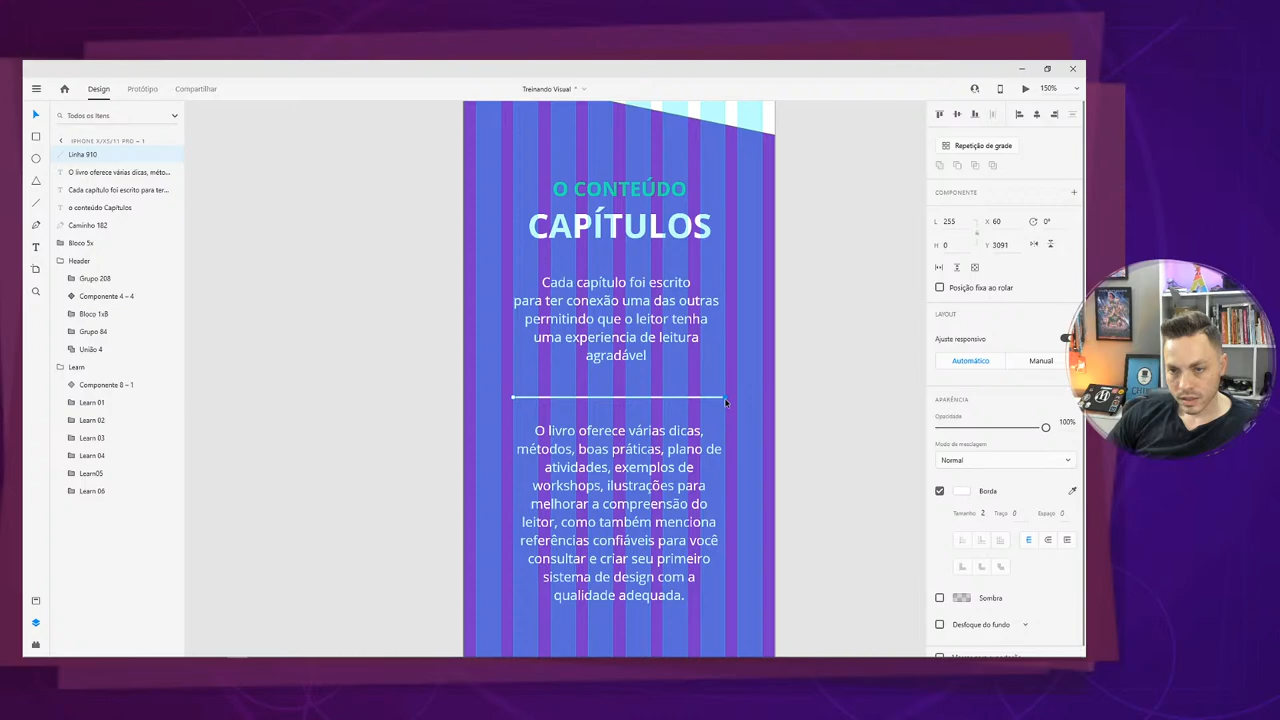 Design
Protótipo
Compartilhar
Treinando Visual *
150%
Todos os Itens
IPHONE X/XS/11 PRO – 1
Linha 910
O livro oferece várias dicas, méto...
Cada capítulo foi escrito para ter...
o conteúdo Capítulos
Caminho 182
Bloco 5x
Header
Grupo 208
Componente 4 – 4
Bloco 1xB
Grupo 84
União 4
Learn
Componente 8 – 1
Learn 01
Learn 02
Learn 03
Learn 04
Learn05
Learn 06
O CONTEÚDO
CAPÍTULOS
Cada capítulo foi escrito
para ter conexão uma das outras
permitindo que o leitor tenha
uma experiencia de leitura
agradável
O livro oferece várias dicas,
métodos, boas práticas, plano de
atividades, exemplos de
workshops, ilustrações para
melhorar a compreensão do
leitor, como também menciona
referências confiáveis para você
consultar e criar seu primeiro
sistema de design com a
qualidade adequada.
Repetição de grade
COMPONENTE
L 255 X 60 0°
H 0 Y 3091
Posição fixa ao rolar
LAYOUT
Ajuste responsivo
Automático Manual
APARÊNCIA
Opacidade
100%
Modo de mesclagem
Normal
Borda
Tamanho 2 Traço 0 Espaço 0
Sombra
Desfoque do fundo